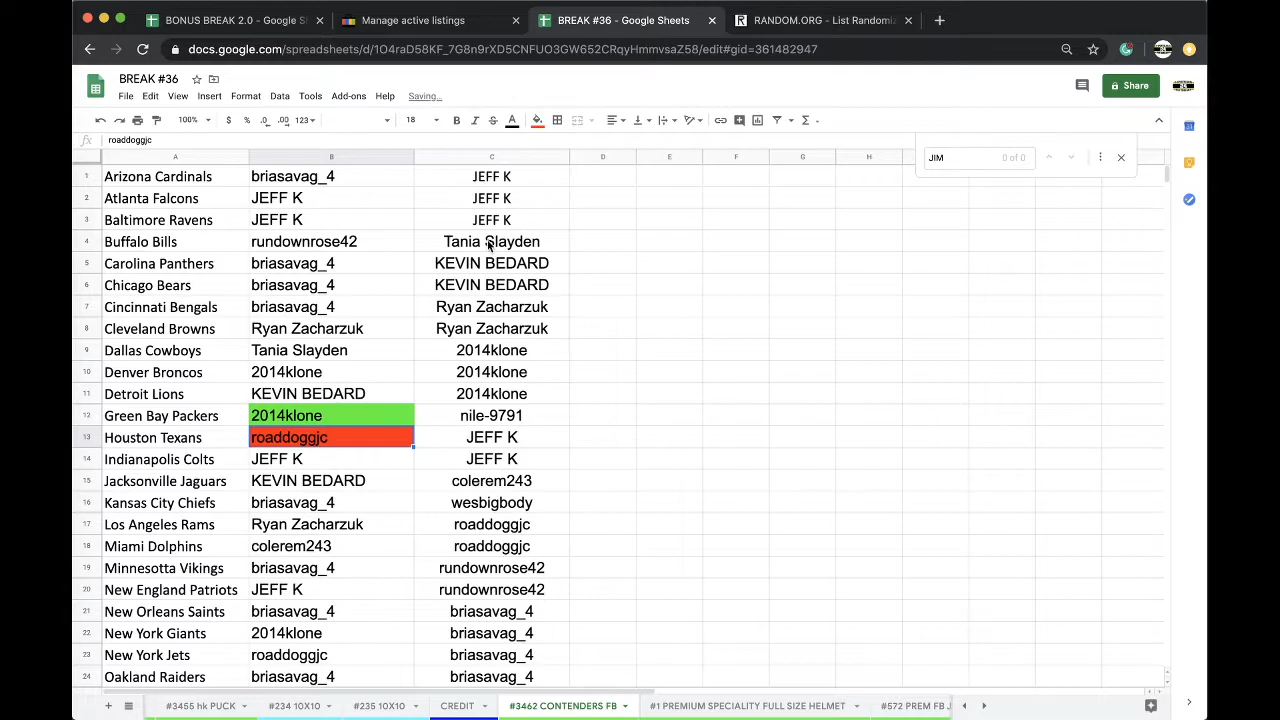 BONUS BREAK 2.0 - Google S
Manage active listings
BREAK #36 - Google Sheets
RANDOM.ORG - List Randomiz
docs.google.com/spreadsheets/d/1O4raD58KF_7G8n9rXD5CNFUO3GW652CRqyHmmvsaZ58/edit#gid=361482947
BREAK #36
File Edit View Insert Format Data Tools Add-ons Help Saving…
Share
100% $ % .0 .00 123 18 B I S A
fx roaddoggjc
JIM 0 of 0
A B C D E F G H
1 Arizona Cardinals briasavag_4 JEFF K
2 Atlanta Falcons JEFF K JEFF K
3 Baltimore Ravens JEFF K JEFF K
4 Buffalo Bills rundownrose42 Tania Slayden
5 Carolina Panthers briasavag_4 KEVIN BEDARD
6 Chicago Bears briasavag_4 KEVIN BEDARD
7 Cincinnati Bengals briasavag_4 Ryan Zacharzuk
8 Cleveland Browns Ryan Zacharzuk Ryan Zacharzuk
9 Dallas Cowboys Tania Slayden 2014klone
10 Denver Broncos 2014klone 2014klone
11 Detroit Lions KEVIN BEDARD 2014klone
12 Green Bay Packers 2014klone nile-9791
13 Houston Texans roaddoggjc JEFF K
14 Indianapolis Colts JEFF K JEFF K
15 Jacksonville Jaguars KEVIN BEDARD colerem243
16 Kansas City Chiefs briasavag_4 wesbigbody
17 Los Angeles Rams Ryan Zacharzuk roaddoggjc
18 Miami Dolphins colerem243 roaddoggjc
19 Minnesotta Vikings briasavag_4 rundownrose42
20 New England Patriots JEFF K rundownrose42
21 New Orleans Saints briasavag_4 briasavag_4
22 New York Giants 2014klone briasavag_4
23 New York Jets roaddoggjc briasavag_4
24 Oakland Raiders briasavag_4 briasavag_4
#3455 hk PUCK #234 10X10 #235 10X10 CREDIT #3462 CONTENDERS FB #1 PREMIUM SPECIALITY FULL SIZE HELMET #572 PREM FB J